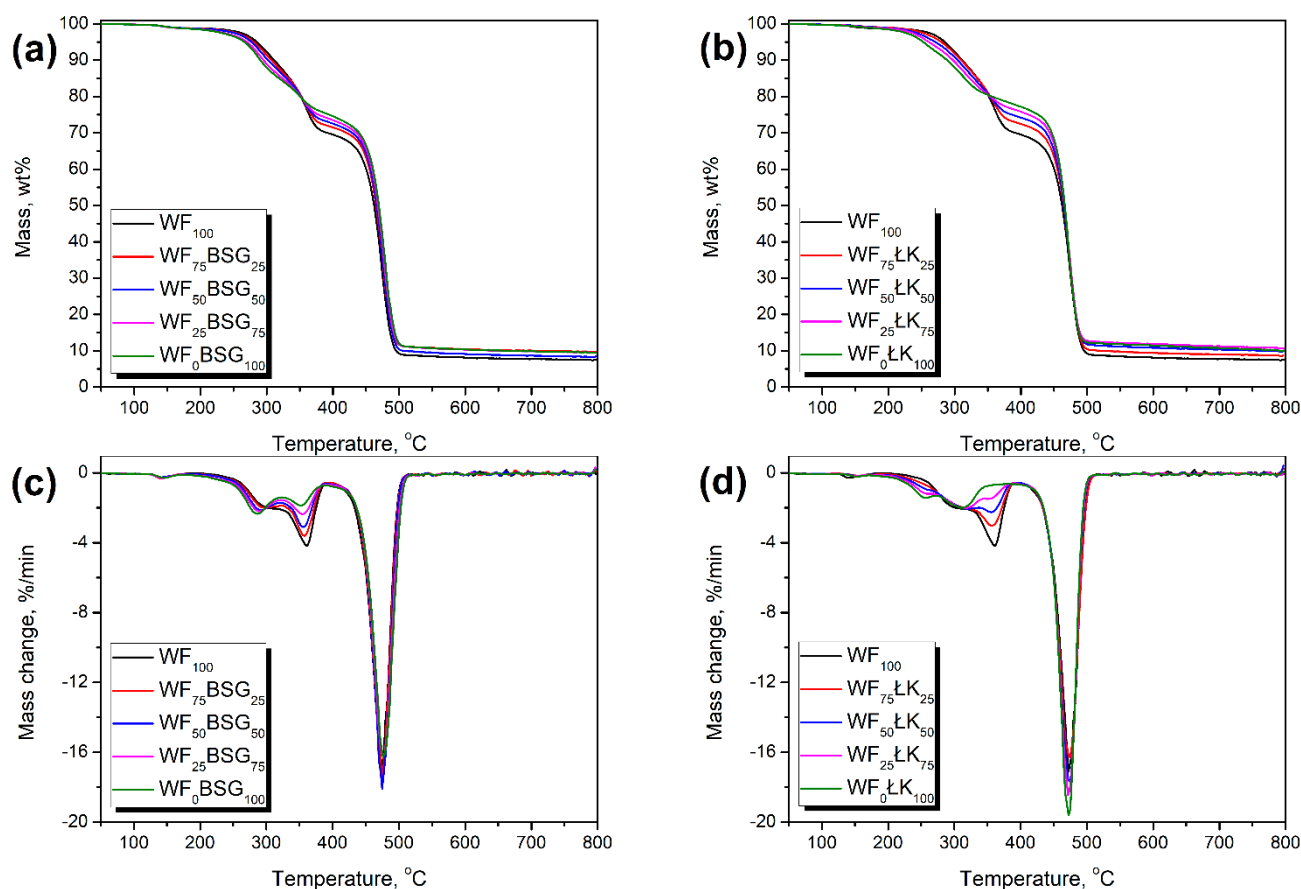 (a)
Mass, wt%
100
90
80
70
60
50
40
30
20
10
0
WF100
WF75BSG25
WF50BSG50
WF25BSG75
WF0BSG100
100 200 300 400 500 600 700 800
Temperature, °C
(b)
Mass, wt%
100
90
80
70
60
50
40
30
20
10
0
WF100
WF75ŁK25
WF50ŁK50
WF25ŁK75
WF0ŁK100
100 200 300 400 500 600 700 800
Temperature, °C
(c)
Mass change, %/min
0
-4
-8
-12
-16
-20
WF100
WF75BSG25
WF50BSG50
WF25BSG75
WF0BSG100
100 200 300 400 500 600 700 800
Temperature, °C
(d)
Mass change, %/min
0
-4
-8
-12
-16
-20
WF100
WF75ŁK25
WF50ŁK50
WF25ŁK75
WF0ŁK100
100 200 300 400 500 600 700 800
Temperature, °C